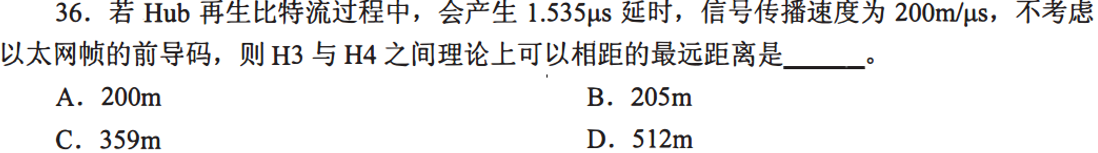 36．若 Hub 再生比特流过程中，会产生 1.535μs 延时，信号传播速度为 200m/μs，不考虑
以太网帧的前导码，则 H3 与 H4 之间理论上可以相距的最远距离是______。
A．200m B．205m
C．359m D．512m